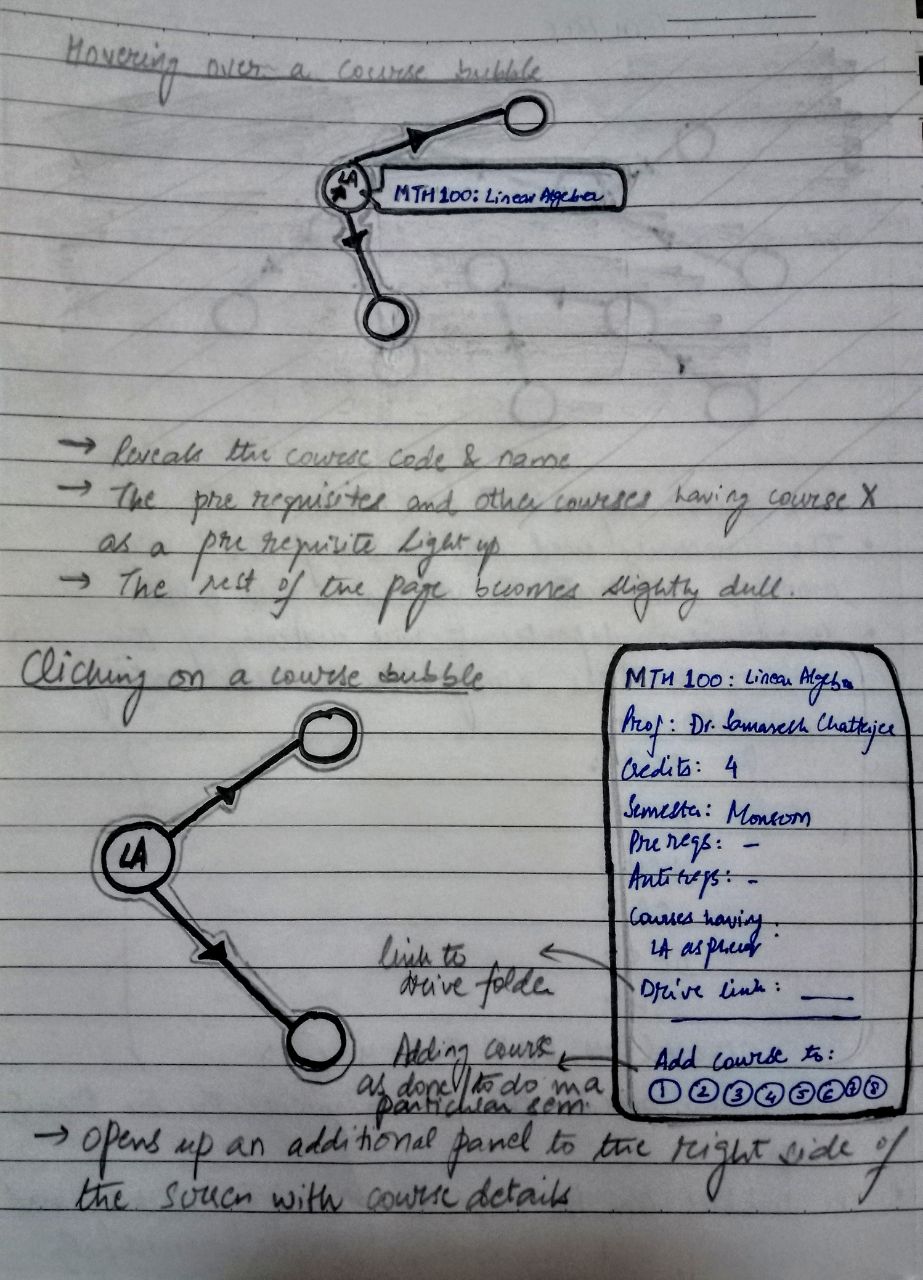 Hovering over a course bubble
LA
MTH 100: Linear Algebra
→ Reveals the course code & name
→ The pre requisites and other courses having course X
as a pre requisite light up
→ The rest of the page becomes slightly dull.
Clicking on a course bubble
LA
MTH 100: Linear Algebra
Prof: Dr. Samaresh Chatterjee
Credits: 4
Semester: Monsoon
Prereqs: -
Antireqs: -
Courses having :
LA as prereq
Drive link: ___
Add course to:
1 2 3 4 5 6 7 8
link to
drive folder
Adding course
as done/to do in a
particular sem.
→ Opens up an additional panel to the right side of
the screen with course details